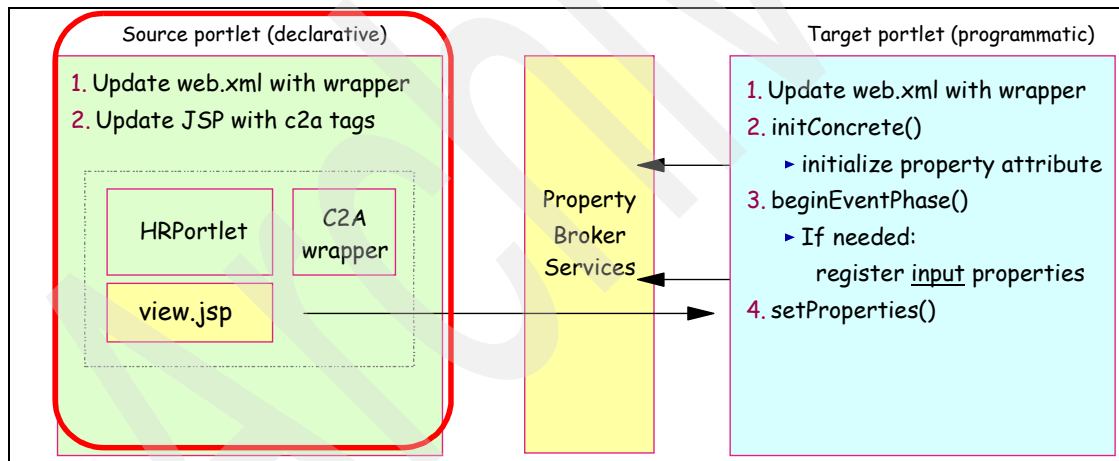 Source portlet (declarative)
1. Update web.xml with wrapper
2. Update JSP with c2a tags
HRPortlet
C2A
wrapper
view.jsp
Property
Broker
Services
Target portlet (programmatic)
1. Update web.xml with wrapper
2. initConcrete()
► initialize property attribute
3. beginEventPhase()
► If needed:
register input properties
4. setProperties()